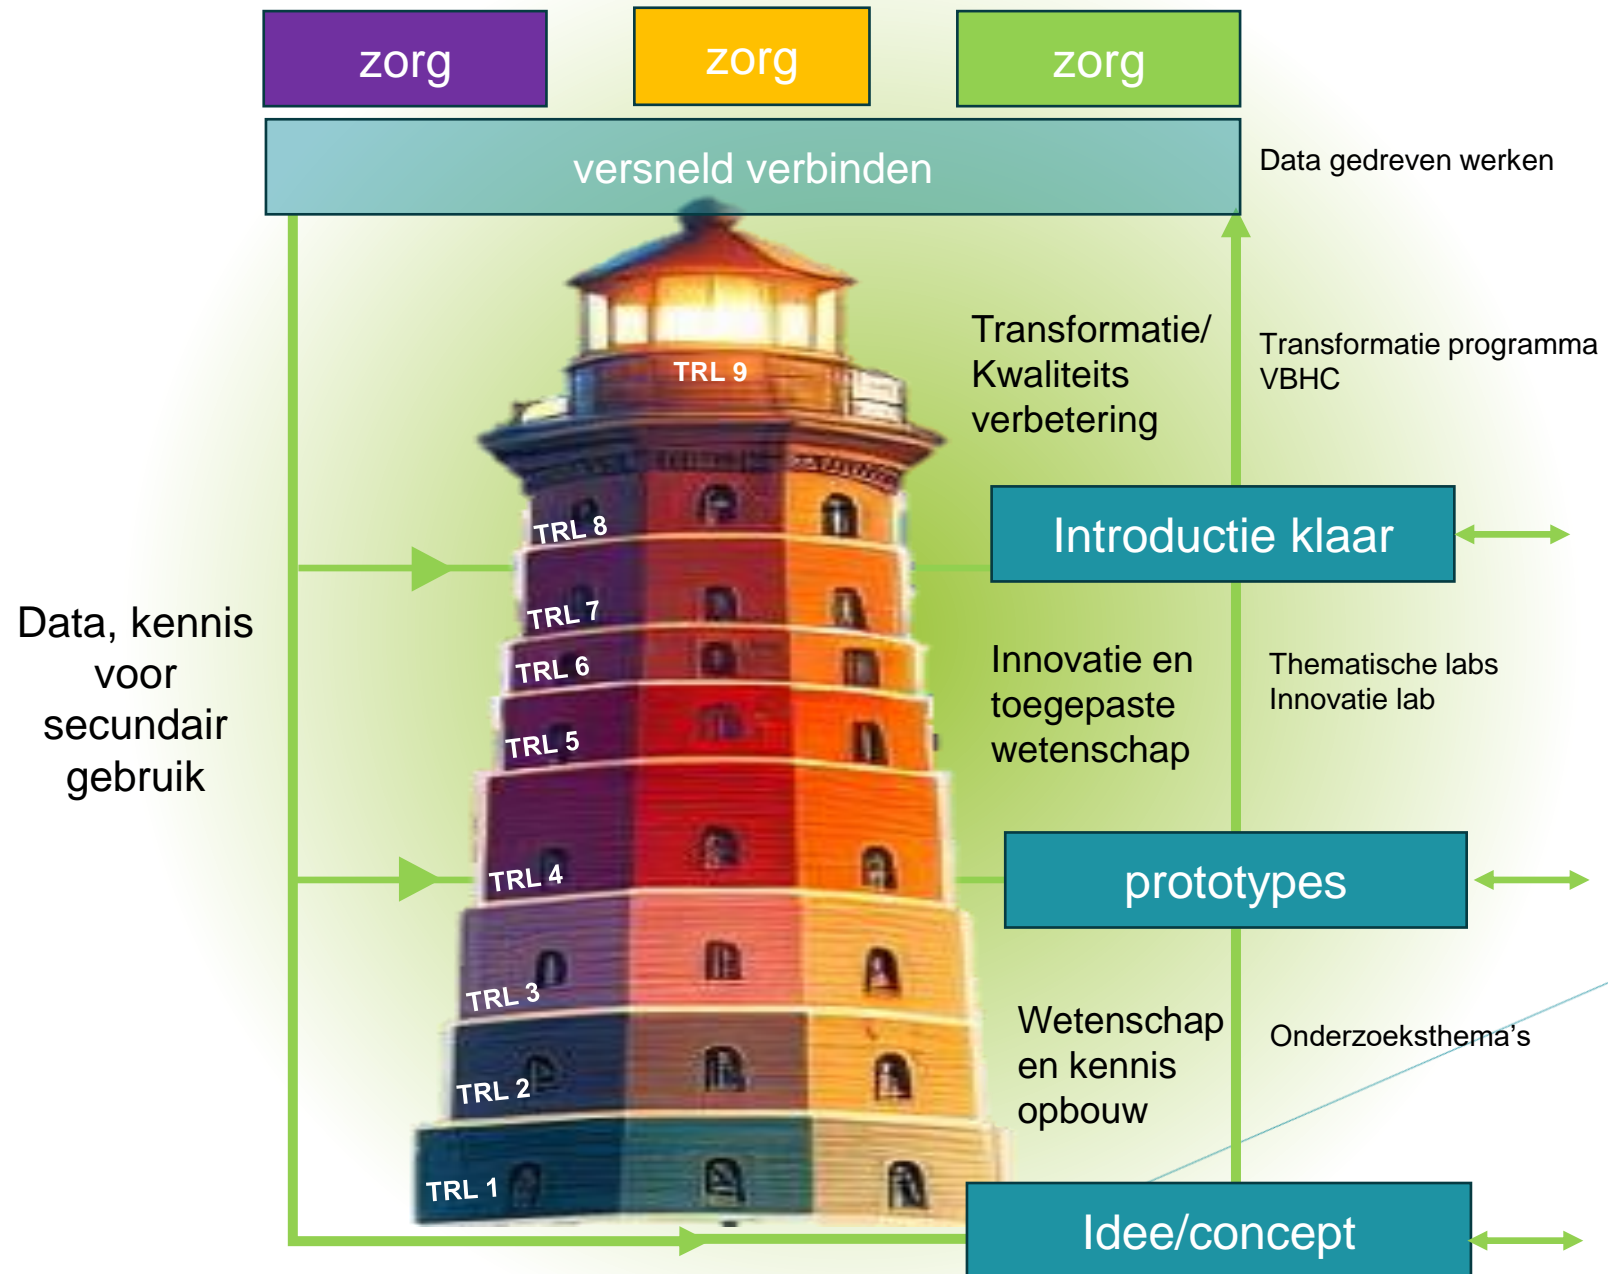 zorg
zorg
zorg
versneld verbinden
Data gedreven werken
TRL 9
Transformatie/
Kwaliteits
verbetering
Transformatie programma
VBHC
TRL 8
Introductie klaar
TRL 7
Data, kennis
voor
secundair
gebruik
TRL 6
TRL 5
Innovatie en
toegepaste
wetenschap
Thematische labs
Innovatie lab
TRL 4
prototypes
TRL 3
TRL 2
Wetenschap
en kennis
opbouw
Onderzoeksthema’s
TRL 1
Idee/concept